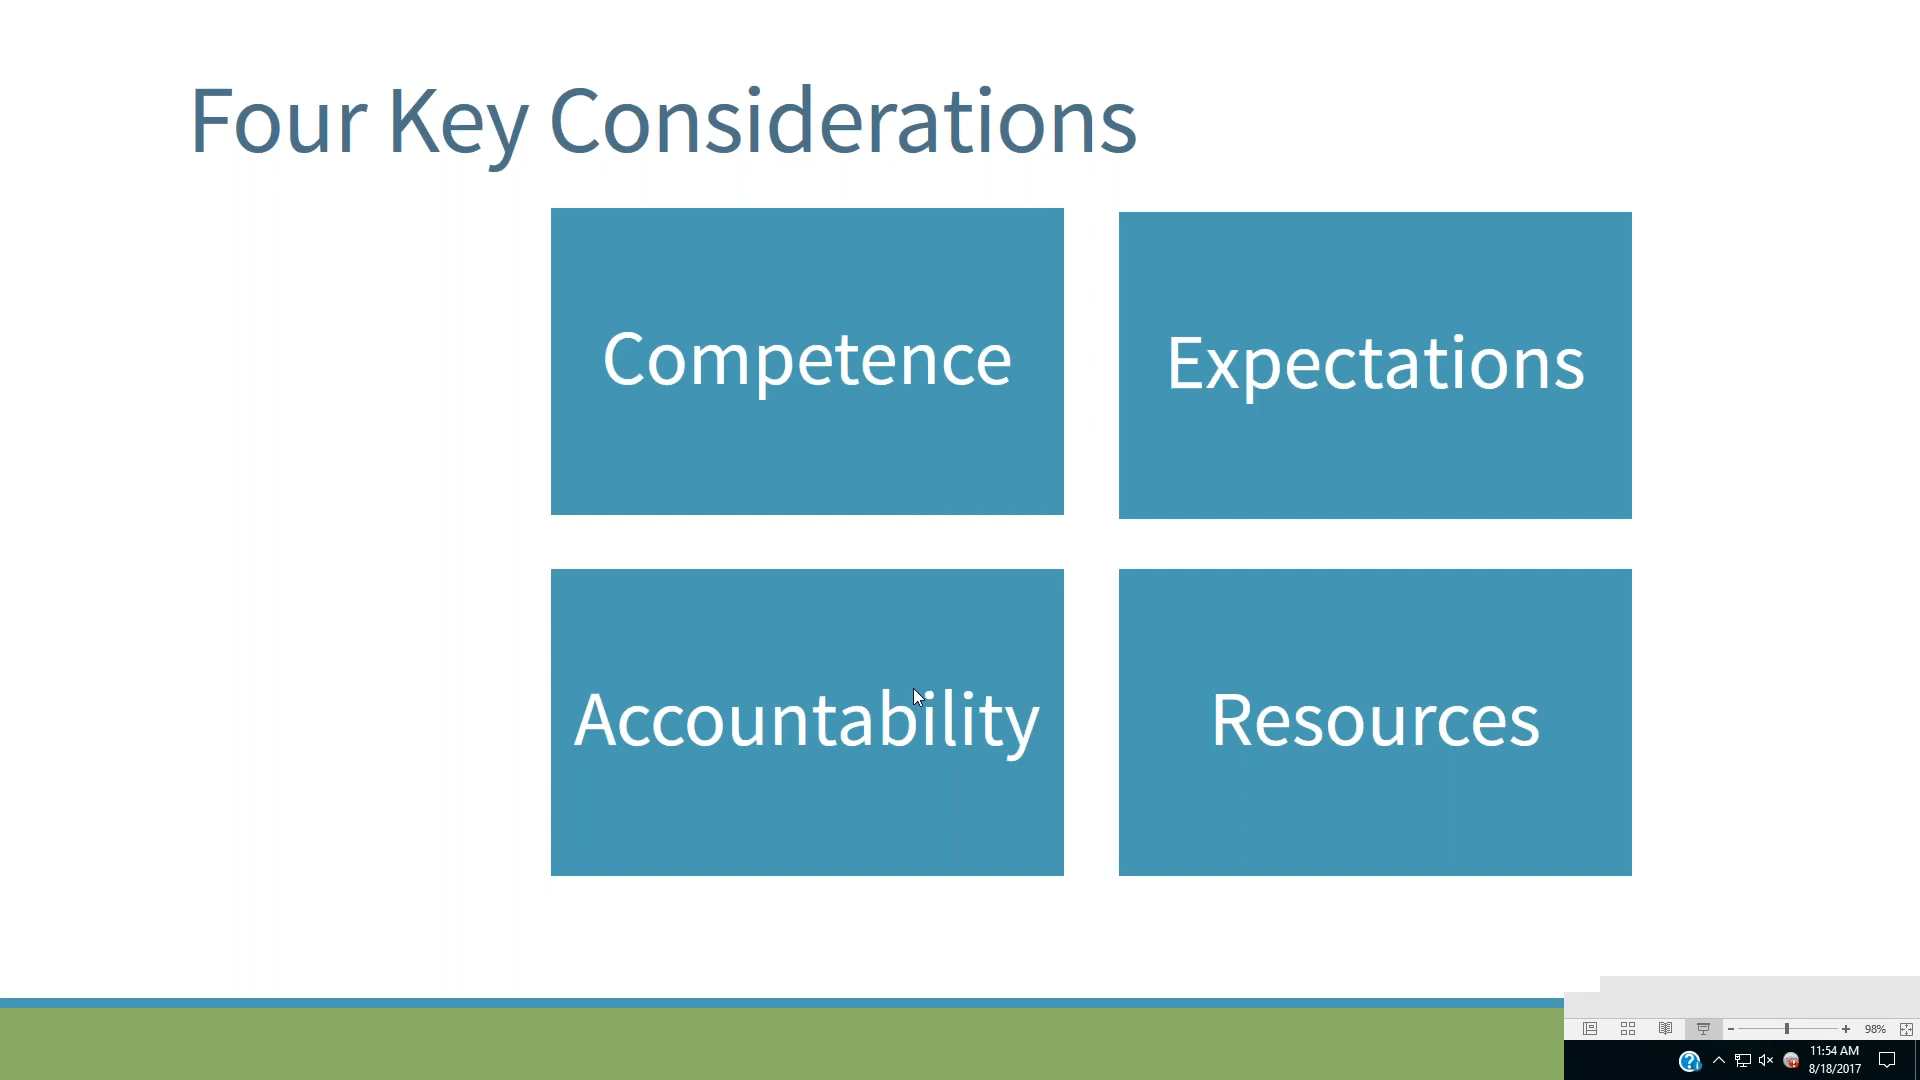 Four Key Considerations
Competence
Expectations
Accountability
Resources
98%
11:54 AM
8/18/2017